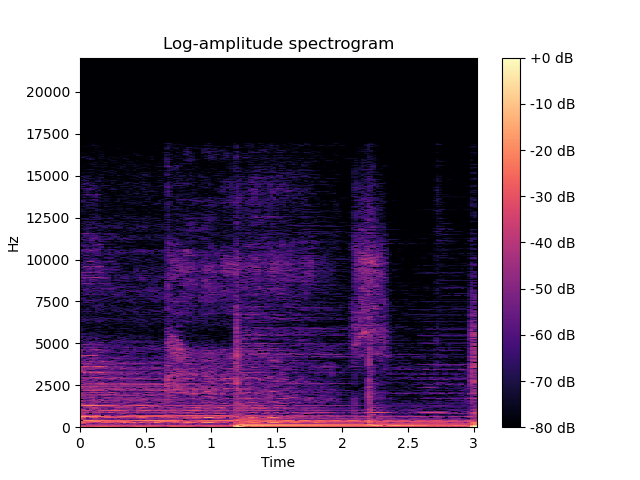 Log-amplitude spectrogram
Hz
20000
17500
15000
12500
10000
7500
5000
2500
0
0 0.5 1 1.5 2 2.5 3
Time
+0 dB
-10 dB
-20 dB
-30 dB
-40 dB
-50 dB
-60 dB
-70 dB
-80 dB